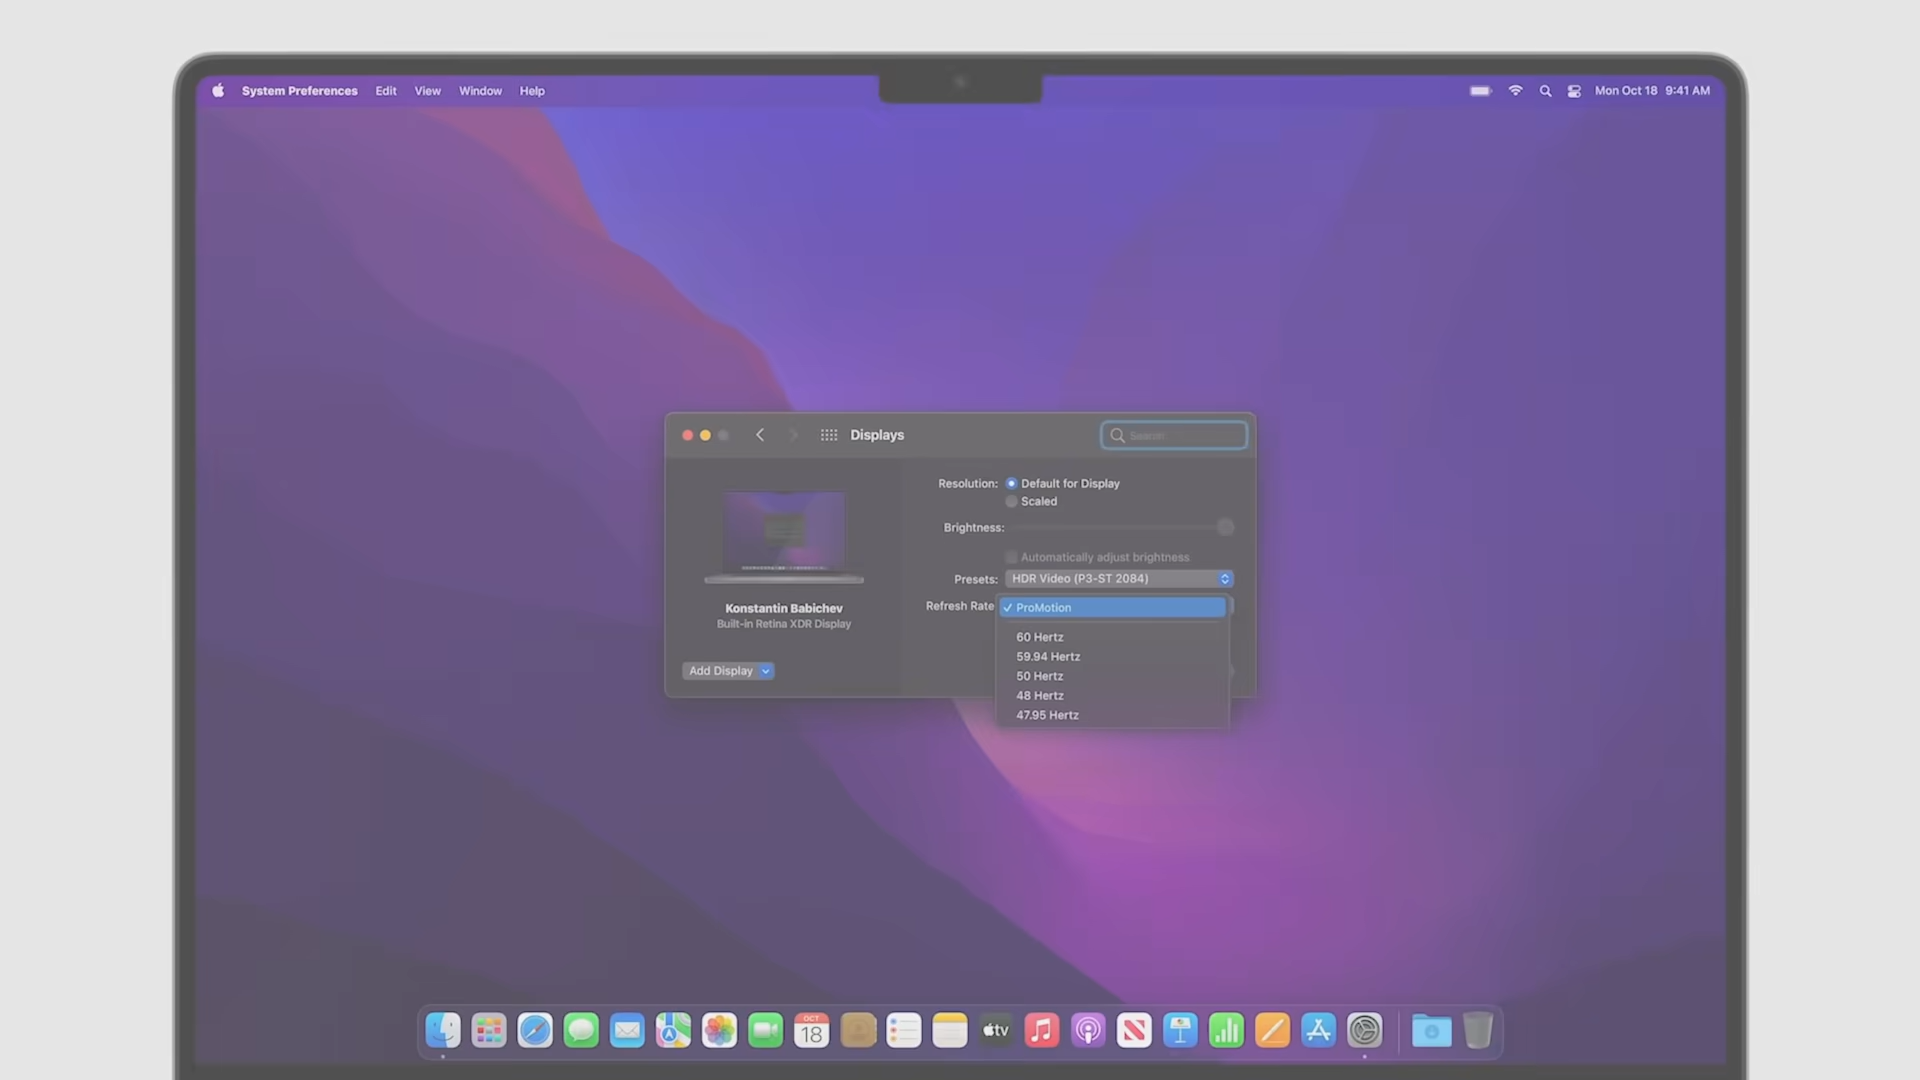 System Preferences Edit View Window Help
Mon Oct 18 9:41 AM
Displays
Search
Resolution: Default for Display
Scaled
Brightness:
Automatically adjust brightness
Presets: HDR Video (P3-ST 2084)
Refresh Rate
✓ ProMotion
60 Hertz
59.94 Hertz
50 Hertz
48 Hertz
47.95 Hertz
Konstantin Babichev
Built-in Retina XDR Display
Add Display
OCT
18
tv